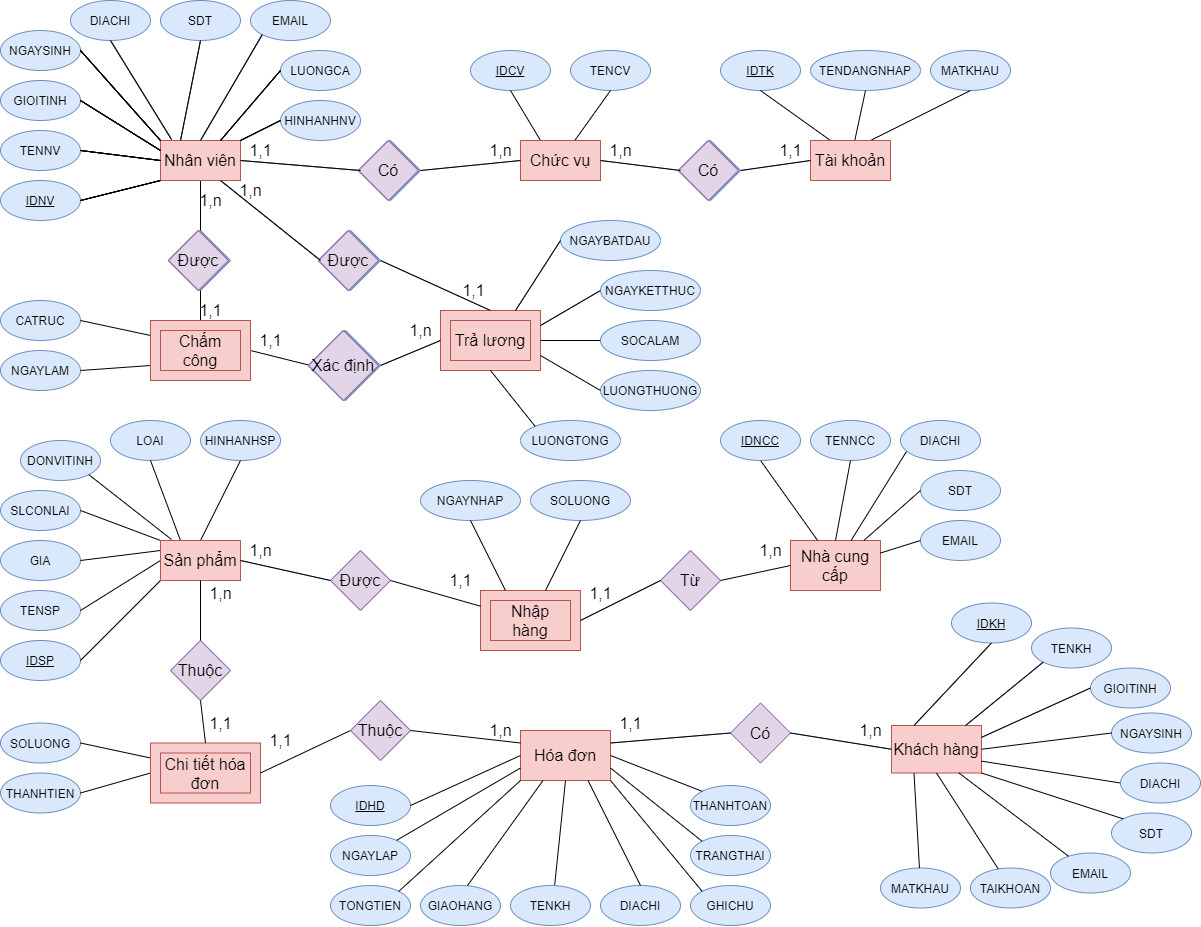 DIACHI
SDT
EMAIL
NGAYSINH
LUONGCA
GIOITINH
HINHANHNV
TENNV
IDNV
Nhân viên
1,1
Có
1,n
IDCV
TENCV
Chức vụ
1,n
Có
1,1
IDTK
TENDANGNHAP
MATKHAU
Tài khoản
1,n
1,n
Được
Được
1,1
1,1
CATRUC
NGAYLAM
Chấm
công
1,1
Xác định
1,n
Trả lương
NGAYBATDAU
NGAYKETTHUC
SOCALAM
LUONGTHUONG
LUONGTONG
DONVITINH
LOAI
HINHANHSP
SLCONLAI
GIA
TENSP
IDSP
Sản phẩm
1,n
Được
1,1
NGAYNHAP
SOLUONG
Nhập
hàng
1,1
Từ
1,n
IDNCC
TENNCC
DIACHI
SDT
EMAIL
Nhà cung
cấp
1,n
Thuộc
1,1
SOLUONG
THANHTIEN
Chi tiết hóa
đơn
1,1
Thuộc
1,n
Hóa đơn
1,1
Có
1,n
Khách hàng
IDKH
TENKH
GIOITINH
NGAYSINH
DIACHI
SDT
EMAIL
TAIKHOAN
MATKHAU
IDHD
NGAYLAP
TONGTIEN
GIAOHANG
TENKH
DIACHI
GHICHU
TRANGTHAI
THANHTOAN